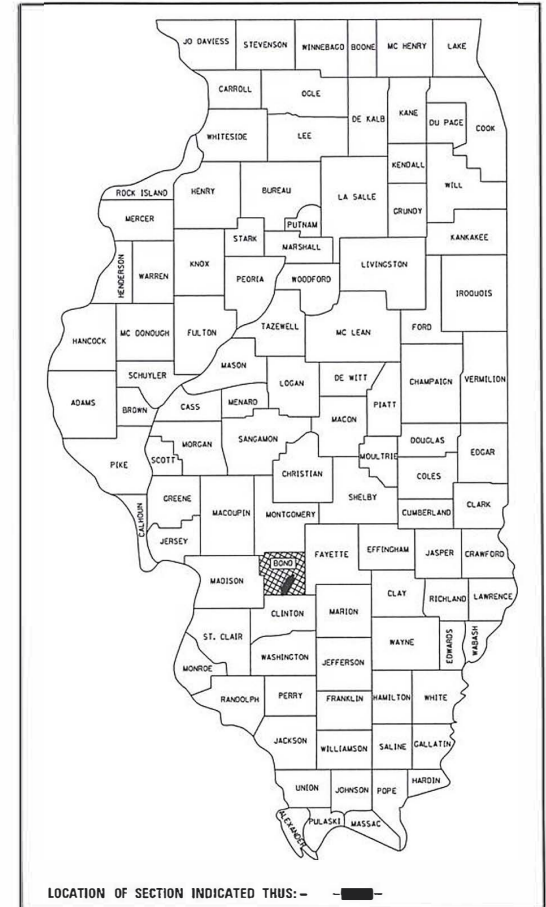 JO DAVIESS
STEVENSON
WINNEBAGO
BOONE
MC HENRY
LAKE
CARROLL
OGLE
DE KALB
KANE
DU PAGE
COOK
WHITESIDE
LEE
KENDALL
WILL
ROCK ISLAND
HENRY
BUREAU
LA SALLE
GRUNDY
MERCER
PUTNAM
STARK
MARSHALL
KANKAKEE
HENDERSON
WARREN
KNOX
PEORIA
WOODFORD
LIVINGSTON
IROQUOIS
HANCOCK
MC DONOUGH
FULTON
TAZEWELL
MC LEAN
FORD
SCHUYLER
MASON
LOGAN
DE WITT
CHAMPAIGN
VERMILION
ADAMS
BROWN
CASS
MENARD
MACON
PIATT
MORGAN
SANGAMON
DOUGLAS
EDGAR
PIKE
SCOTT
CHRISTIAN
MOULTRIE
COLES
GREENE
MACOUPIN
MONTGOMERY
SHELBY
CUMBERLAND
CLARK
CALHOUN
JERSEY
BOND
FAYETTE
EFFINGHAM
JASPER
CRAWFORD
MADISON
CLINTON
MARION
CLAY
RICHLAND
LAWRENCE
ST. CLAIR
WASHINGTON
JEFFERSON
WAYNE
EDWARDS
WABASH
MONROE
RANDOLPH
PERRY
FRANKLIN
HAMILTON
WHITE
JACKSON
WILLIAMSON
SALINE
GALLATIN
UNION
JOHNSON
POPE
HARDIN
ALEXANDER
PULASKI
MASSAC
LOCATION OF SECTION INDICATED THUS: -